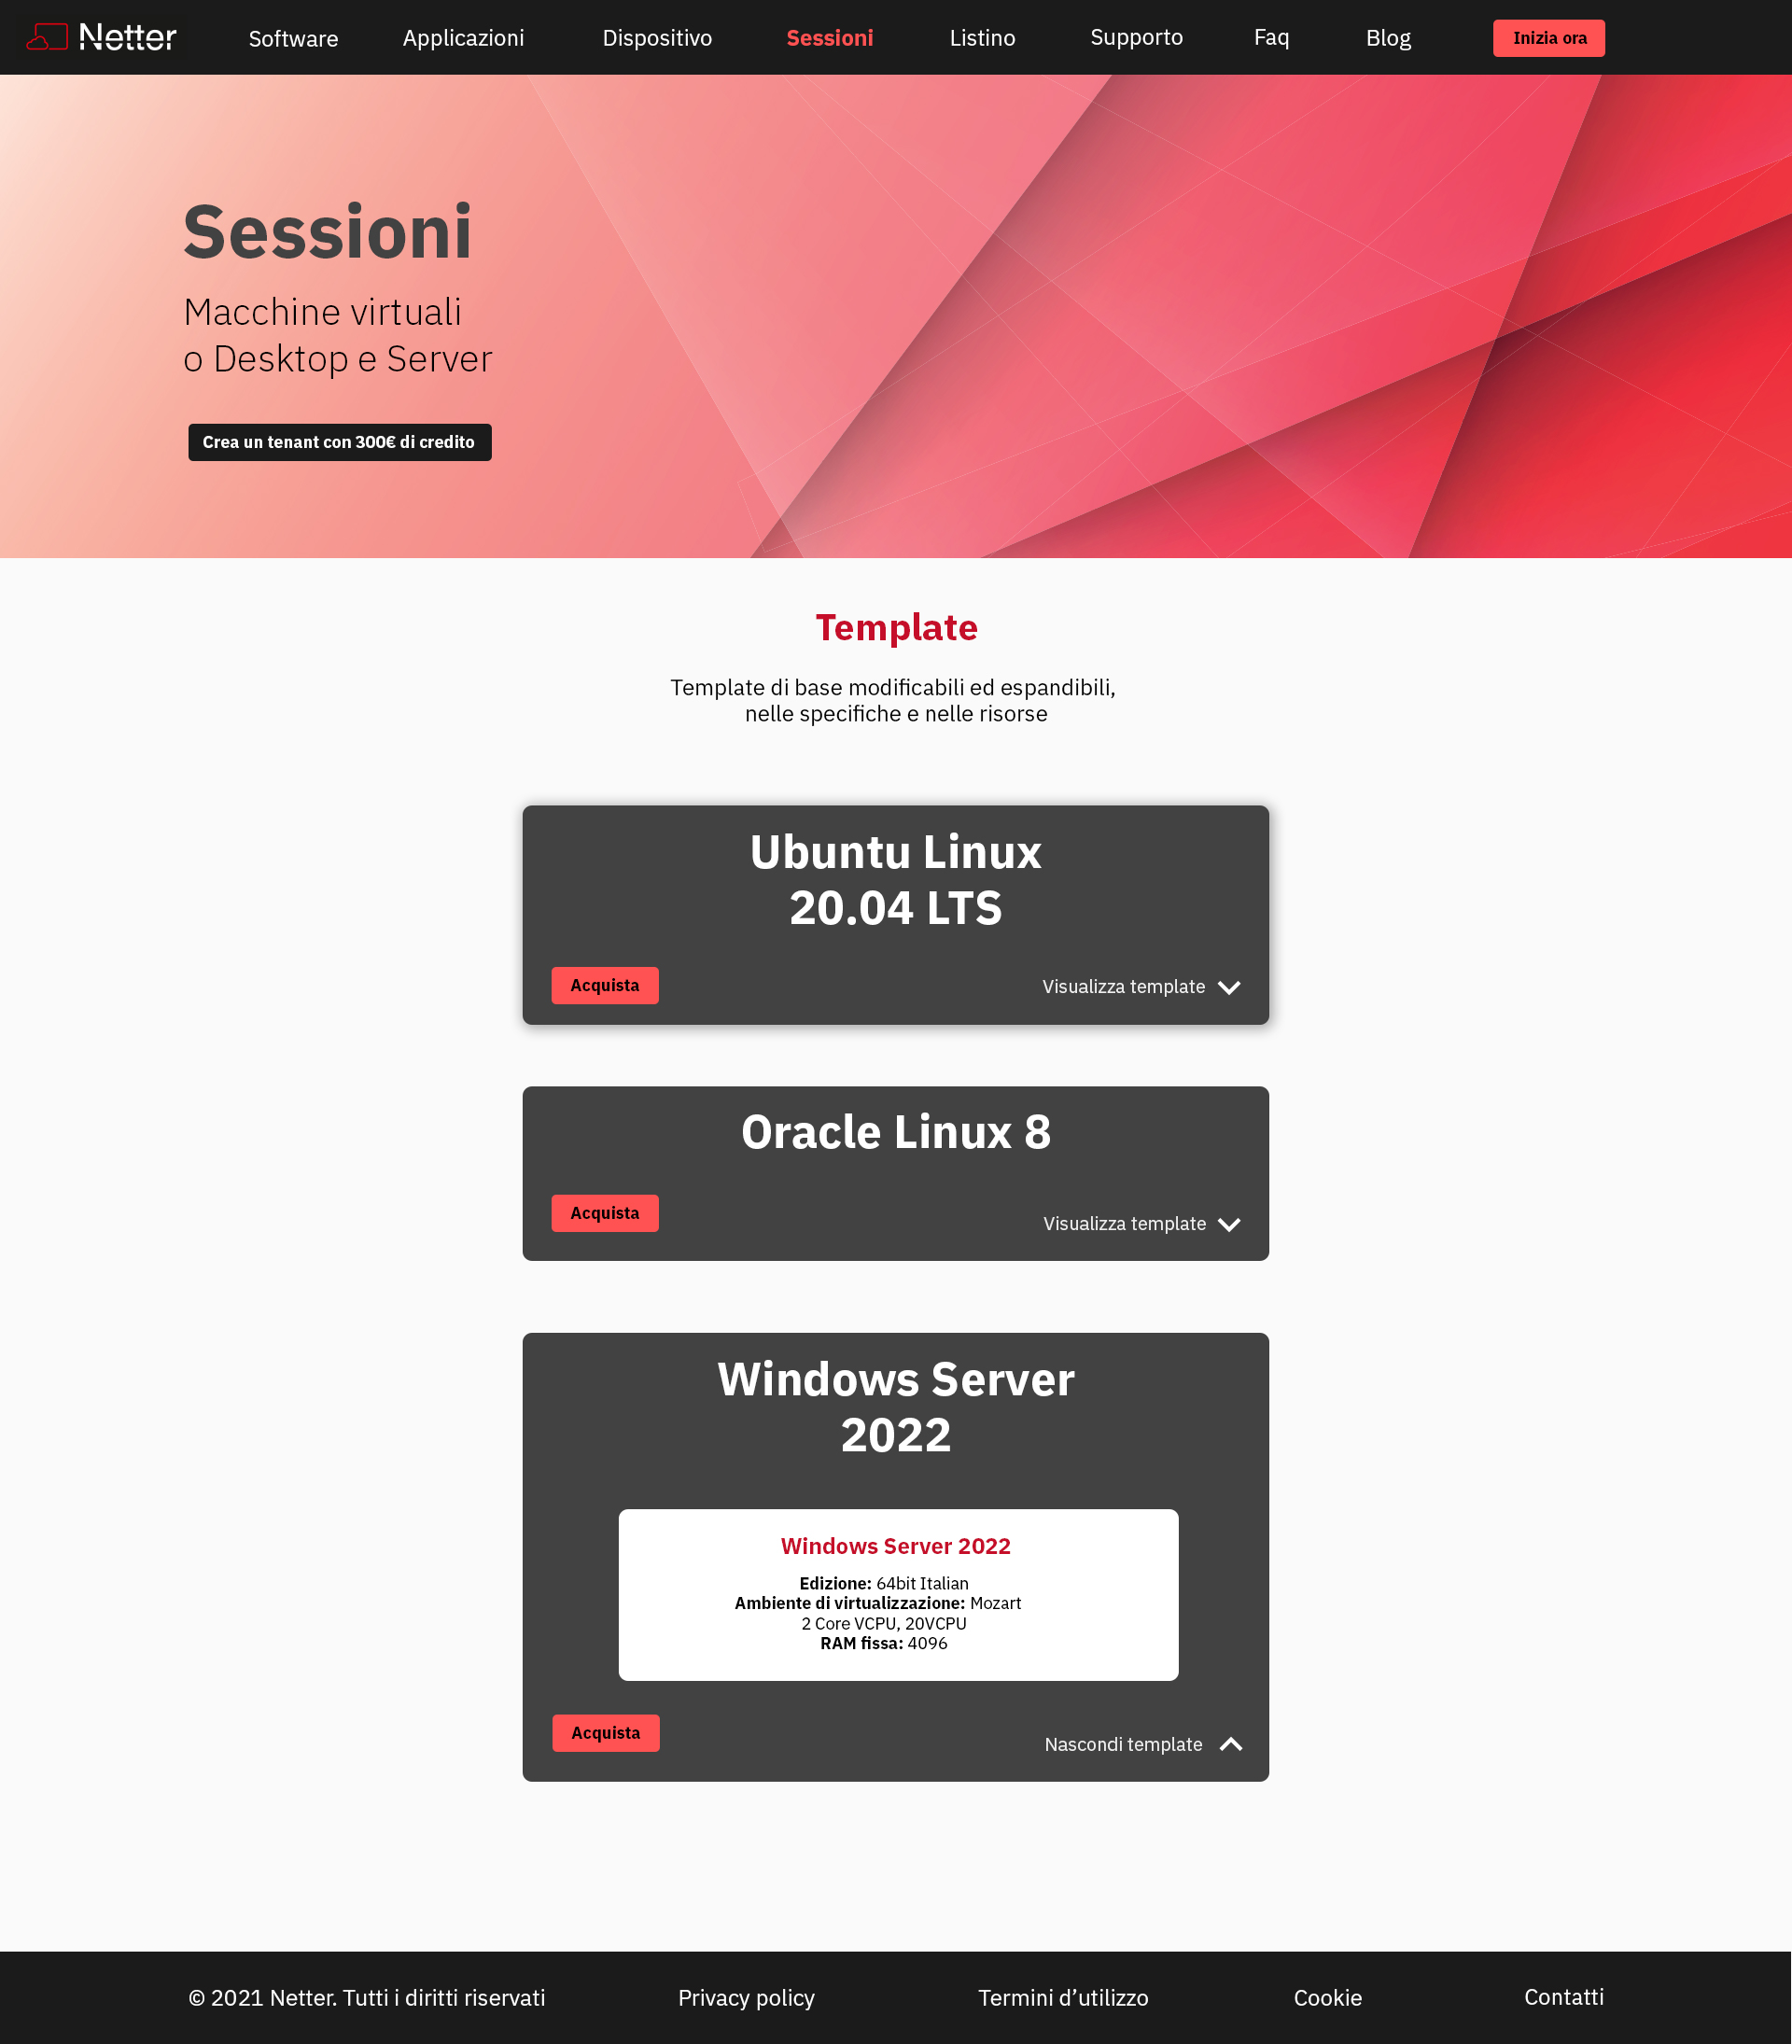 Netter Software Applicazioni Dispositivo Sessioni Listino Supporto Faq Blog Inizia ora
Sessioni
Macchine virtuali
o Desktop e Server
Crea un tenant con 300€ di credito
Template
Template di base modificabili ed espandibili,
nelle specifiche e nelle risorse
Ubuntu Linux
20.04 LTS
Acquista Visualizza template
Oracle Linux 8
Acquista Visualizza template
Windows Server
2022
Windows Server 2022
Edizione: 64bit Italian
Ambiente di virtualizzazione: Mozart
2 Core VCPU, 20VCPU
RAM fissa: 4096
Acquista Nascondi template
© 2021 Netter. Tutti i diritti riservati Privacy policy Termini d’utilizzo Cookie Contatti